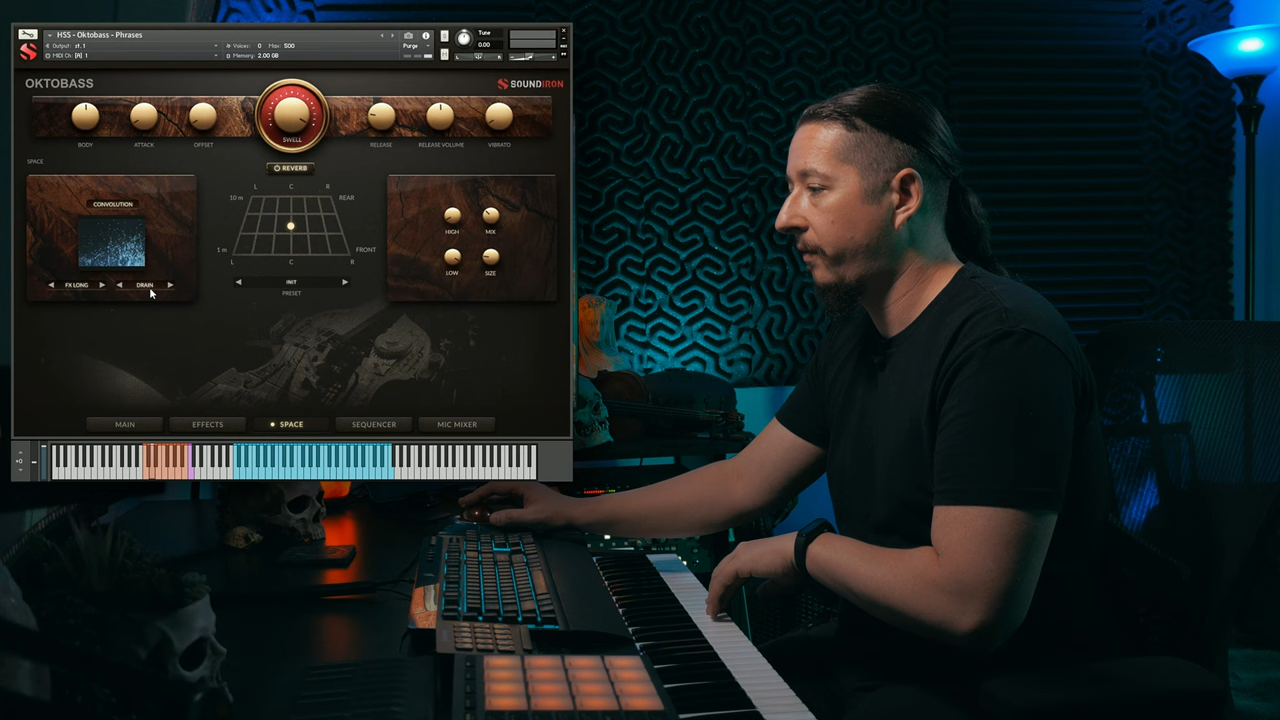 HSS - Oktobass - Phrases
Output: st. 1
Voices: 0 Max: 500
Purge
MIDI Ch: [A] 1
Memory: 2.00 GB
Tune
0.00
S
M
L
R
OKTOBASS
SOUNDIRON
SWELL
BODY
ATTACK
OFFSET
RELEASE
RELEASE VOLUME
VIBRATO
SPACE
REVERB
L C R
CONVOLUTION
10 m
REAR
HIGH
MIX
1 m
FRONT
L C R
LOW
SIZE
FX LONG
DRAIN
INIT
PRESET
MAIN
EFFECTS
SPACE
SEQUENCER
MIC MIXER
+0